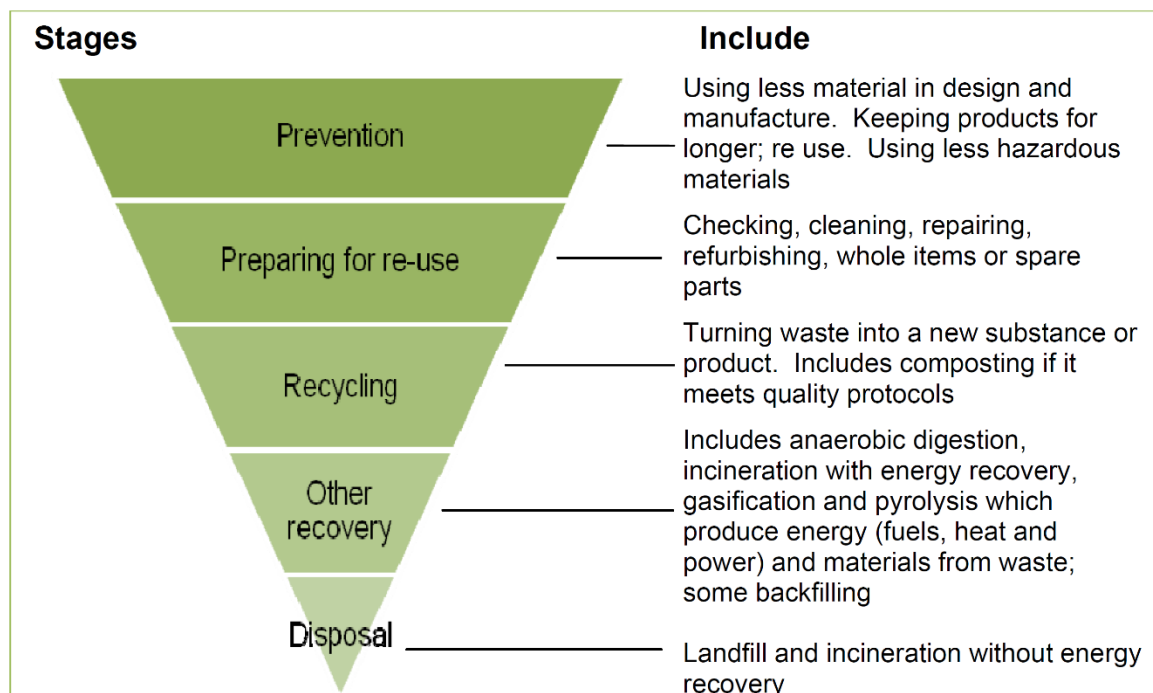 Stages
Include
Prevention
Using less material in design and
manufacture.  Keeping products for
longer; re use.  Using less hazardous
materials
Preparing for re-use
Checking, cleaning, repairing,
refurbishing, whole items or spare
parts
Recycling
Turning waste into a new substance or
product.  Includes composting if it
meets quality protocols
Other
recovery
Includes anaerobic digestion,
incineration with energy recovery,
gasification and pyrolysis which
produce energy (fuels, heat and
power) and materials from waste;
some backfilling
Disposal
Landfill and incineration without energy
recovery